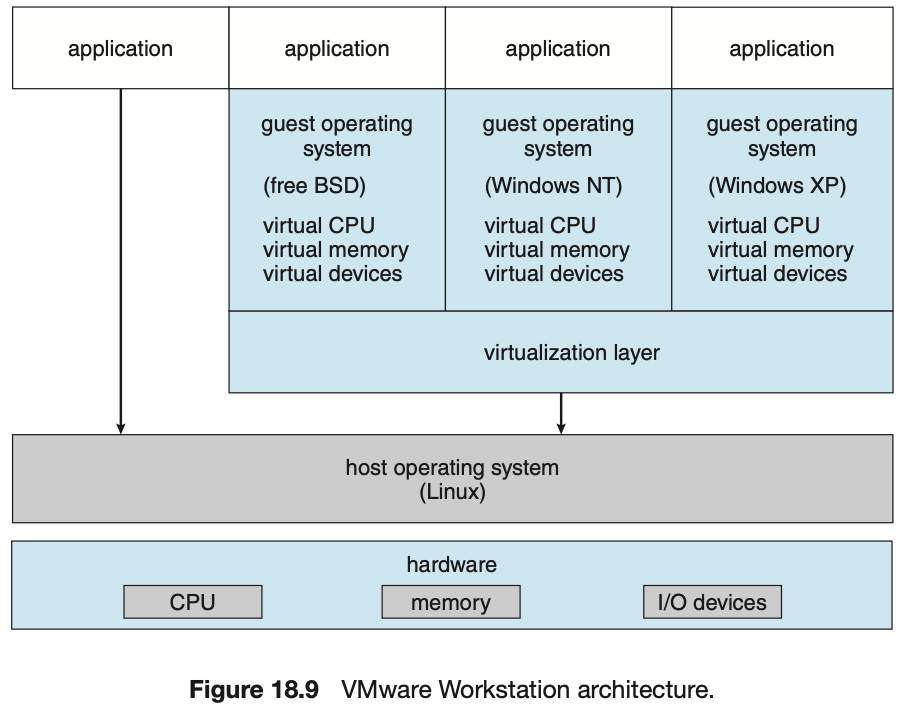 application
application
application
application
guest operating
system
(free BSD)
virtual CPU
virtual memory
virtual devices
guest operating
system
(Windows NT)
virtual CPU
virtual memory
virtual devices
guest operating
system
(Windows XP)
virtual CPU
virtual memory
virtual devices
virtualization layer
host operating system
(Linux)
hardware
CPU
memory
I/O devices
Figure 18.9 VMware Workstation architecture.